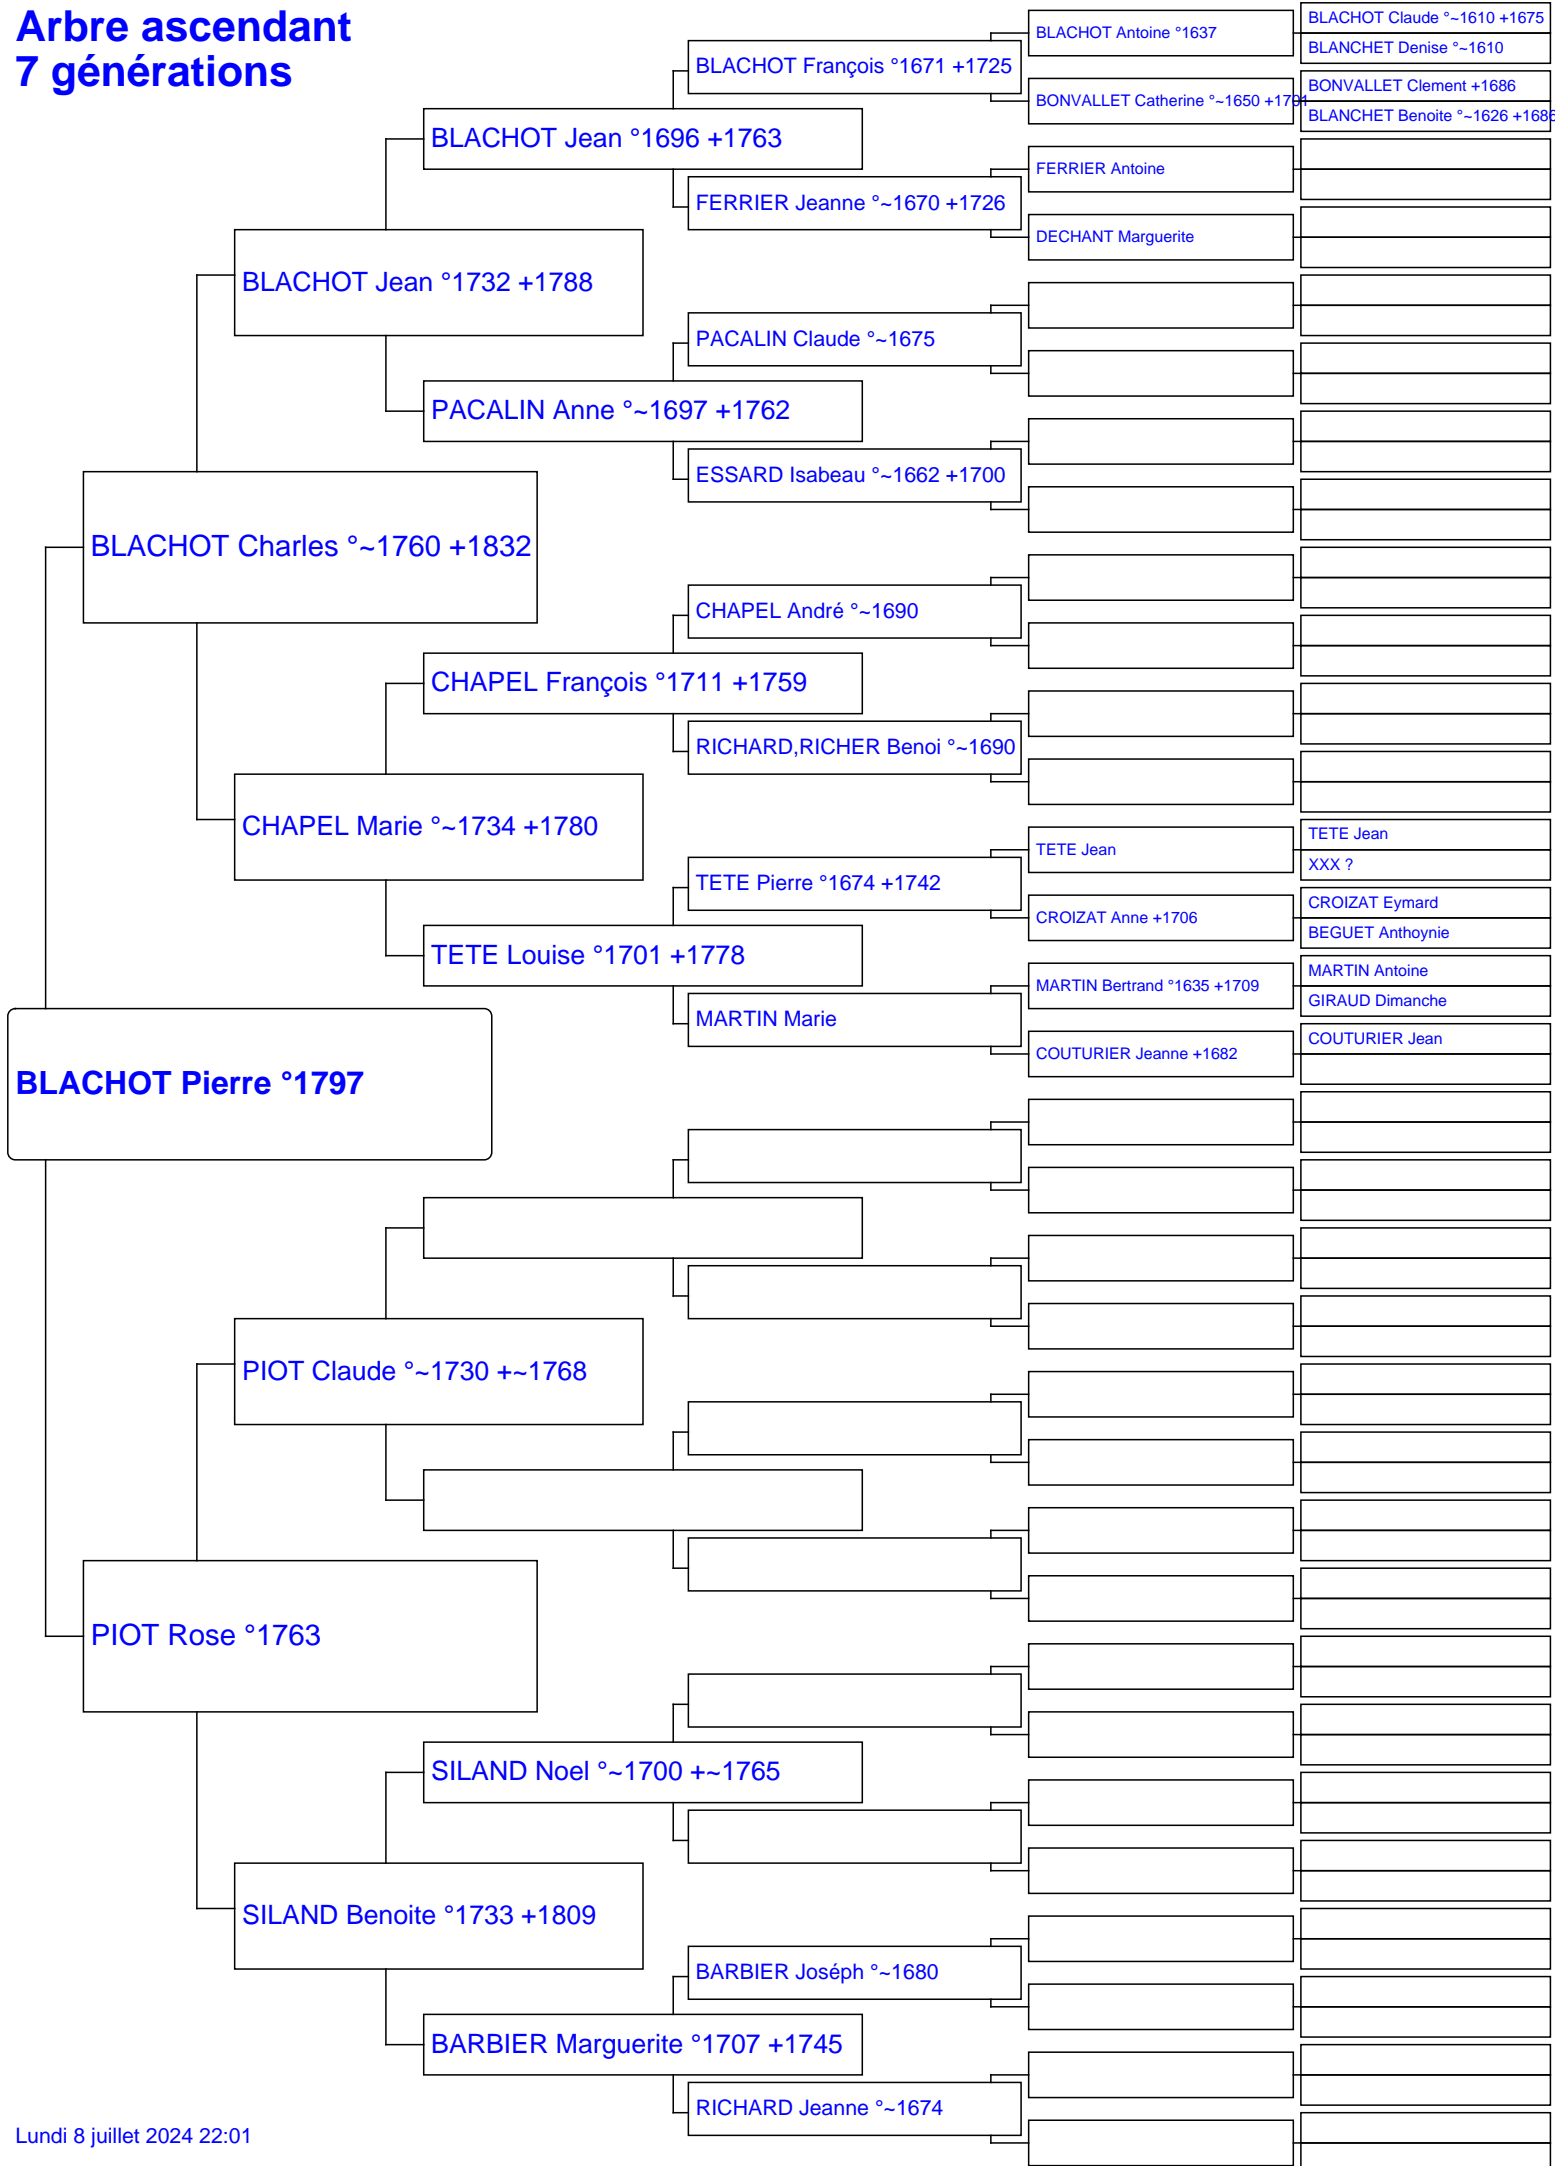 Arbre ascendant
7 générations
BLACHOT Claude °~1610 +1675
BLACHOT Antoine °1637
BLANCHET Denise °~1610
BLACHOT François °1671 +1725
BONVALLET Clement +1686
BONVALLET Catherine °~1650 +1701
BLANCHET Benoite °~1626 +1686
BLACHOT Jean °1696 +1763
FERRIER Antoine
FERRIER Jeanne °~1670 +1726
DECHANT Marguerite
BLACHOT Jean °1732 +1788
PACALIN Claude °~1675
PACALIN Anne °~1697 +1762
ESSARD Isabeau °~1662 +1700
BLACHOT Charles °~1760 +1832
CHAPEL André °~1690
CHAPEL François °1711 +1759
RICHARD,RICHER Benoi °~1690
CHAPEL Marie °~1734 +1780
TETE Jean
TETE Jean
XXX ?
TETE Pierre °1674 +1742
CROIZAT Eymard
CROIZAT Anne +1706
BEGUET Anthoynie
TETE Louise °1701 +1778
MARTIN Antoine
MARTIN Bertrand °1635 +1709
GIRAUD Dimanche
MARTIN Marie
COUTURIER Jean
COUTURIER Jeanne +1682
BLACHOT Pierre °1797
PIOT Claude °~1730 +~1768
PIOT Rose °1763
SILAND Noel °~1700 +~1765
SILAND Benoite °1733 +1809
BARBIER Joséph °~1680
BARBIER Marguerite °1707 +1745
RICHARD Jeanne °~1674
Lundi 8 juillet 2024 22:01